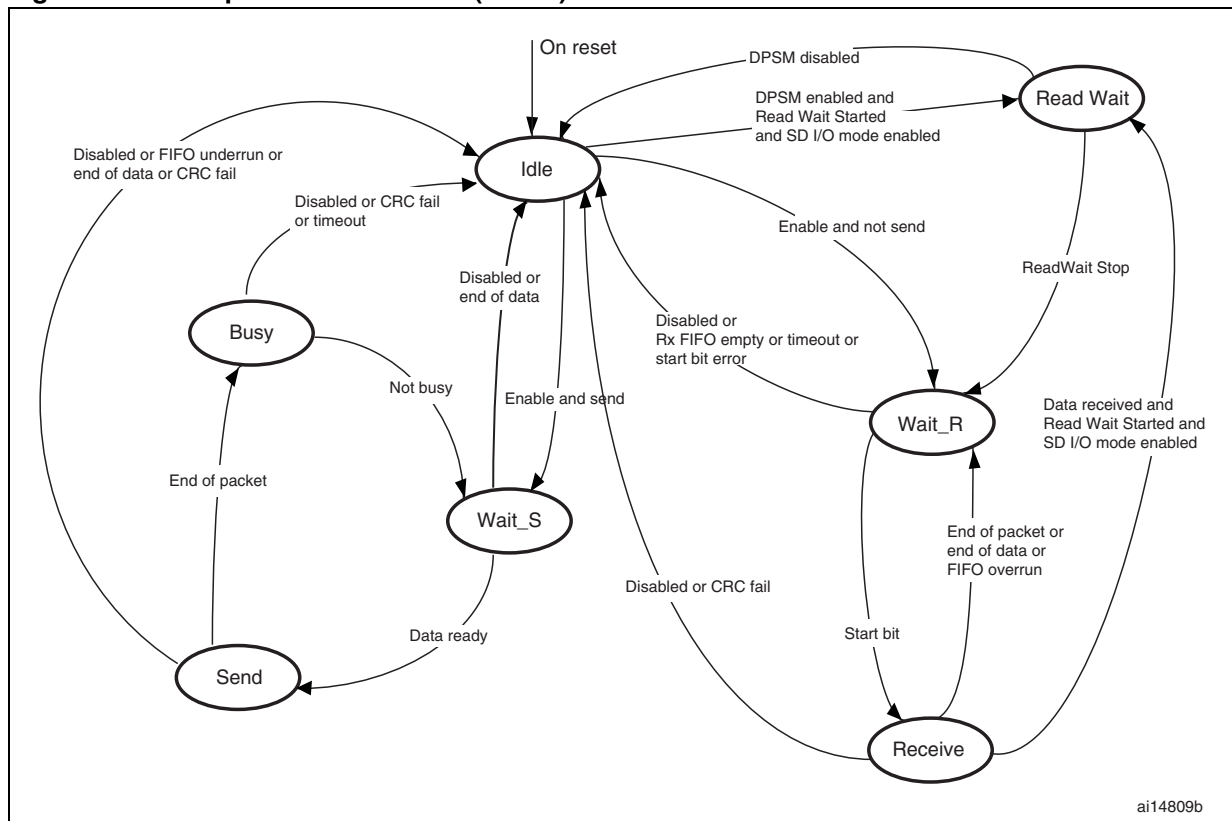 On reset
DPSM disabled
Read Wait
DPSM enabled and
Read Wait Started
and SD I/O mode enabled
Disabled or FIFO underrun or
end of data or CRC fail
Idle
Disabled or CRC fail
or timeout
Enable and not send
Disabled or
end of data
ReadWait Stop
Busy
Disabled or
Rx FIFO empty or timeout or
start bit error
Not busy
Enable and send
Wait_R
Data received and
Read Wait Started and
SD I/O mode enabled
End of packet
Wait_S
End of packet or
end of data or
FIFO overrun
Disabled or CRC fail
Data ready
Start bit
Send
Receive
ai14809b